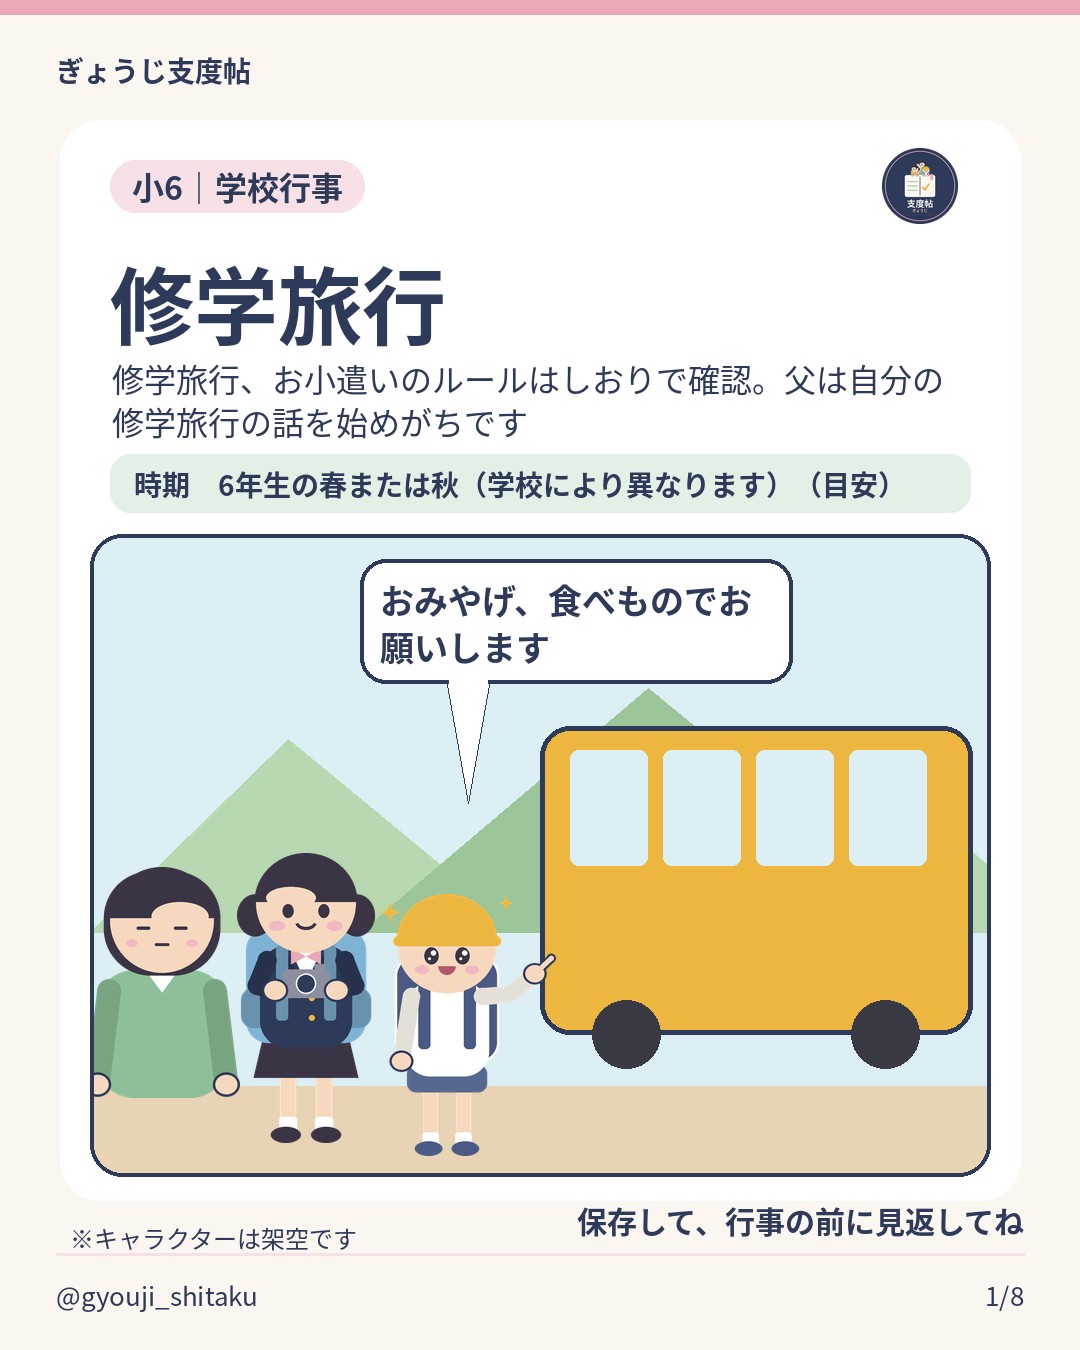 ぎょうじ支度帖
小6｜学校行事
支度帖
ぎょうじ
修学旅行
修学旅行、お小遣いのルールはしおりで確認。父は自分の
修学旅行の話を始めがちです
時期　6年生の春または秋（学校により異なります）（目安）
おみやげ、食べものでお
願いします
保存して、行事の前に見返してね
※キャラクターは架空です
@gyouji_shitaku
1/8